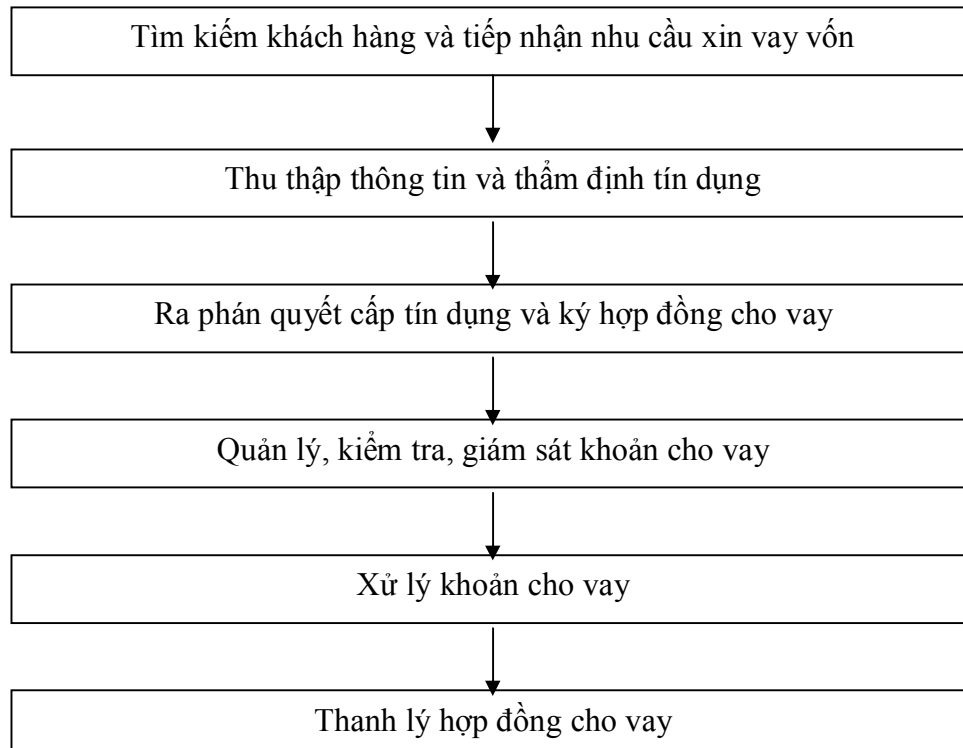 Tìm kiếm khách hàng và tiếp nhận nhu cầu xin vay vốn
Thu thập thông tin và thẩm định tín dụng
Ra phán quyết cấp tín dụng và ký hợp đồng cho vay
Quản lý, kiểm tra, giám sát khoản cho vay
Xử lý khoản cho vay
Thanh lý hợp đồng cho vay